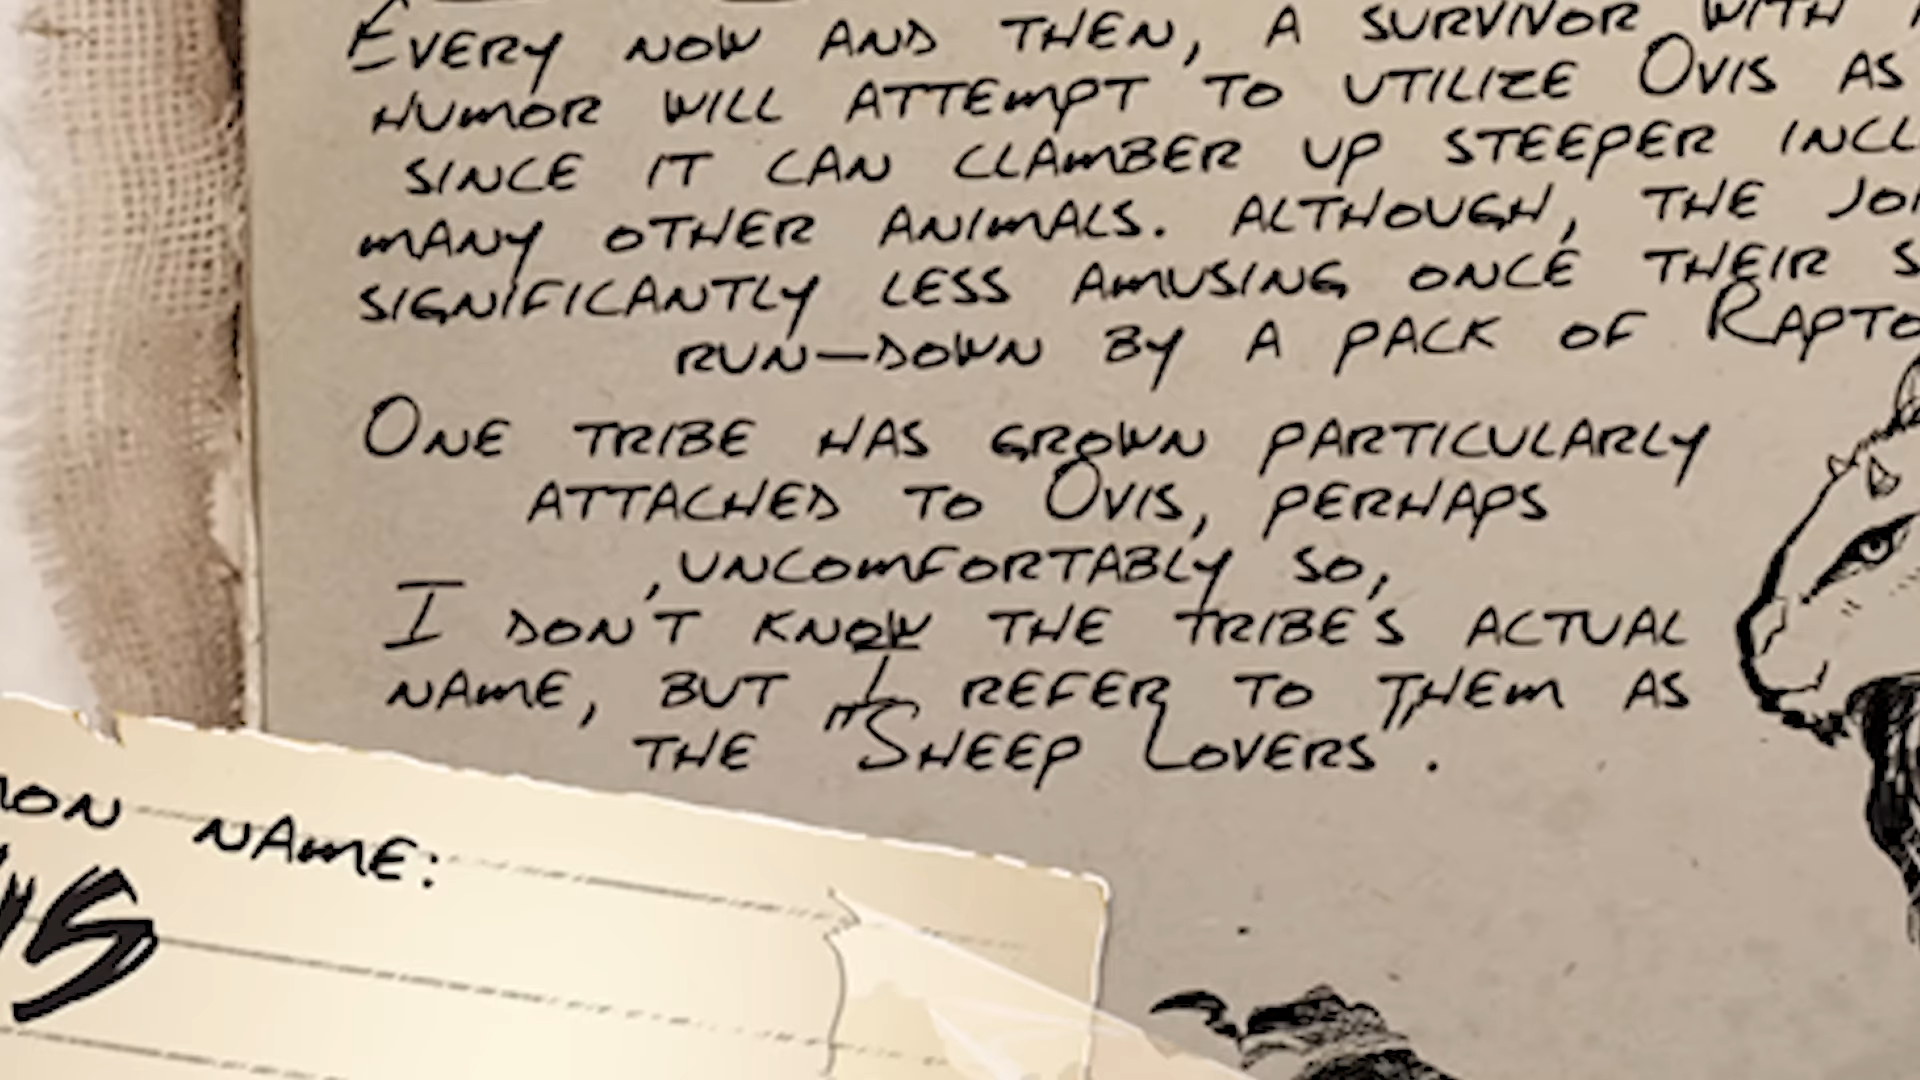 EVERY NOW AND THEN, A SURVIVOR WITH
HUMOR WILL ATTEMPT TO UTILIZE OVIS AS
SINCE IT CAN CLAMBER UP STEEPER
MANY OTHER ANIMALS. ALTHOUGH, THE
SIGNIFICANTLY LESS AMUSING ONCE THEIR
RUN-DOWN BY A PACK OF
ONE TRIBE HAS GROWN PARTICULARLY
ATTACHED TO OVIS, PERHAPS
,UNCOMFORTABLY SO,
I DON'T KNOW THE TRIBE'S ACTUAL
NAME, BUT I REFER TO THEM AS
THE "SHEEP LOVERS".
NAME: